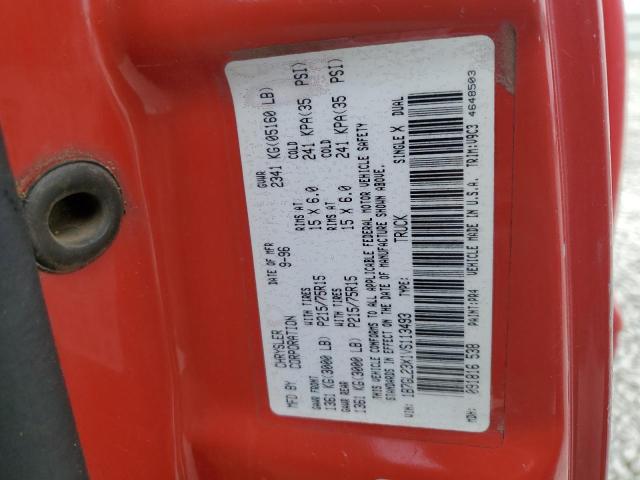 MFD BY CHRYSLER CORPORATION DATE OF MFR 9-96 GVWR 2341 KG(05160 LB)
GAWR FRONT WITH TIRES RIMS AT COLD
1361 KG(3000 LB) P215/75R15 15 X 6.0 241 KPA(35 PSI)
GAWR REAR WITH TIRES RIMS AT COLD
1361 KG(3000 LB) P215/75R15 15 X 6.0 241 KPA(35 PSI)
THIS VEHICLE CONFORMS TO ALL APPLICABLE FEDERAL MOTOR VEHICLE SAFETY
STANDARDS IN EFFECT ON THE DATE OF MANUFACTURE SHOWN ABOVE.
VIN: 1B7GL23X1VS113493 TYPE: TRUCK SINGLE X DUAL
MDH: 091816 538 PAINT:PR4 VEHICLE MADE IN U.S.A. TRIM:V9C3 4648503